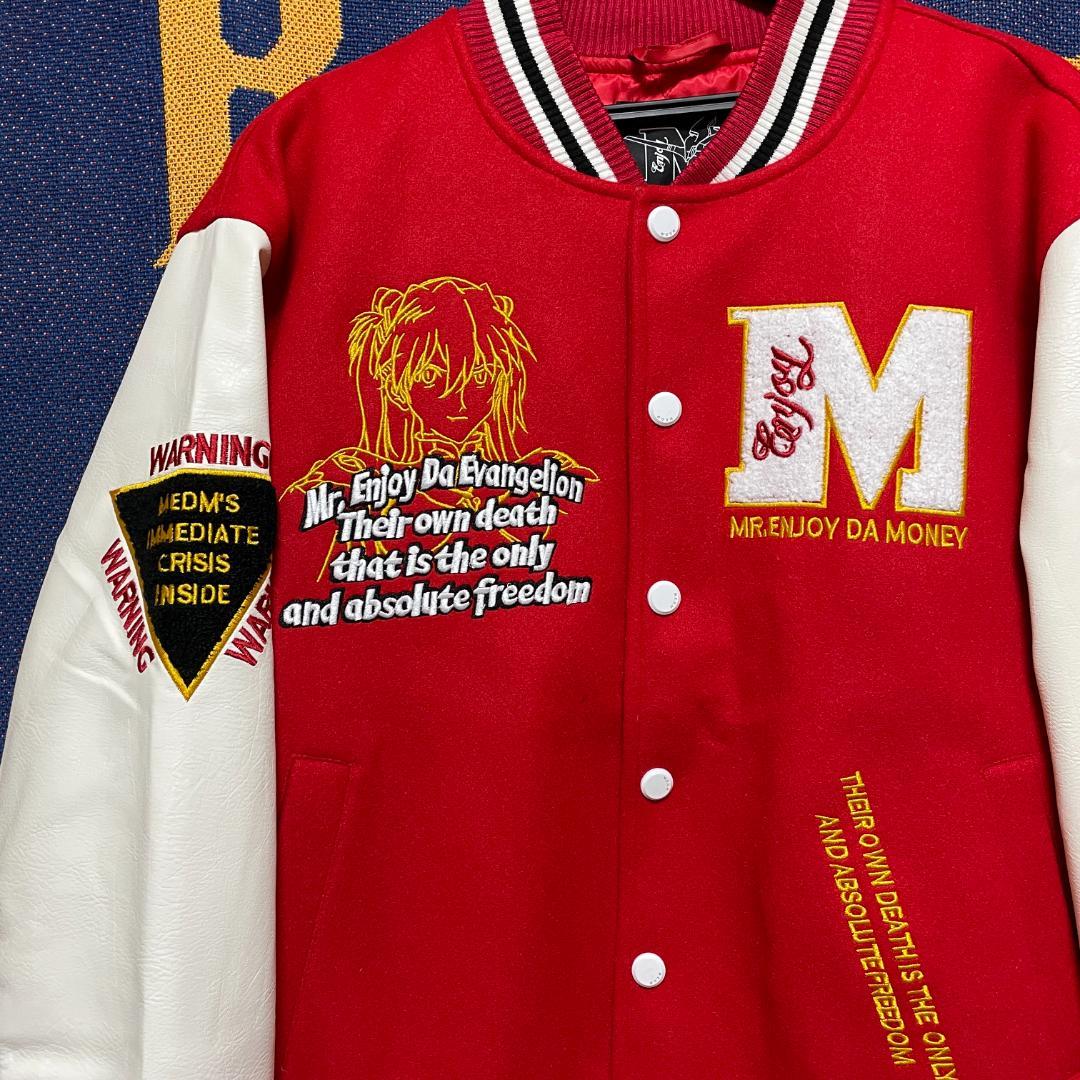 Enjoy
Mr. Enjoy Da Evangelion
Their own death
that is the only
and absolute freedom
Enjoy
M
MR. ENJOY DA MONEY
WARNING
MEDM'S
IMMEDIATE
CRISIS
INSIDE
WARNING
THEIR OWN DEATH IS THE ONLY
AND ABSOLUTE FREEDOM